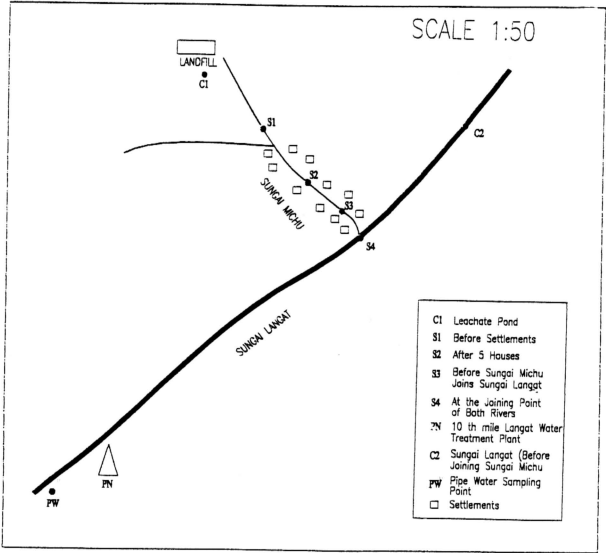 SCALE 1:50
LANDFILL
C1
S1
C2
S2
S3
SUNGAI MICHU
S4
SUNGAI LANGAT
PN
PW
C1 Leachate Pond
S1 Before Settlements
S2 After 5 Houses
S3 Before Sungai Michu
Joins Sungai Langat
S4 At the Joining Point
of Both Rivers
PN 10 th mile Langat Water
Treatment Plant
C2 Sungai Langat (Before
Joining Sungai Michu
PW Pipe Water Sampling
Point
Settlements